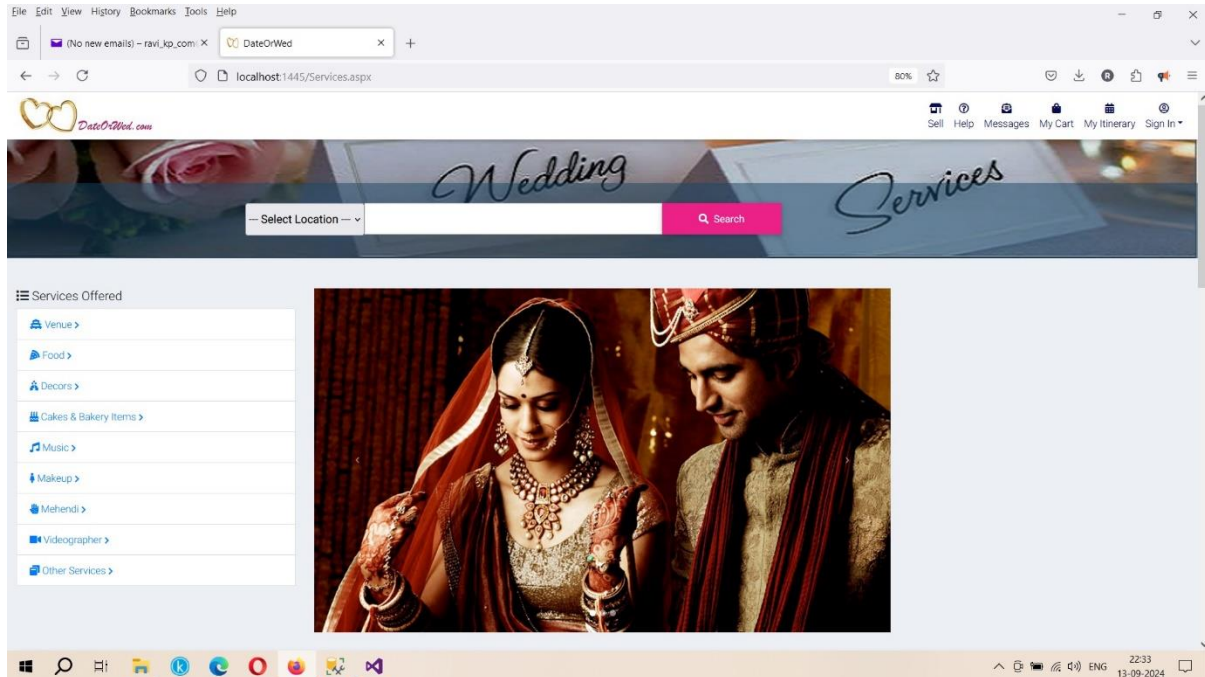 File Edit View History Bookmarks Tools Help
(No new emails) – ravi_kp_com
DateOrWed
localhost:1445/Services.aspx
80%
DateOrWed.com
Sell Help Messages My Cart My Itinerary Sign In
Wedding
Services
--- Select Location ---
Search
Services Offered
Venue
Food
Decors
Cakes & Bakery Items
Music
Makeup
Mehendi
Videographer
Other Services
ENG
22:33
13-09-2024